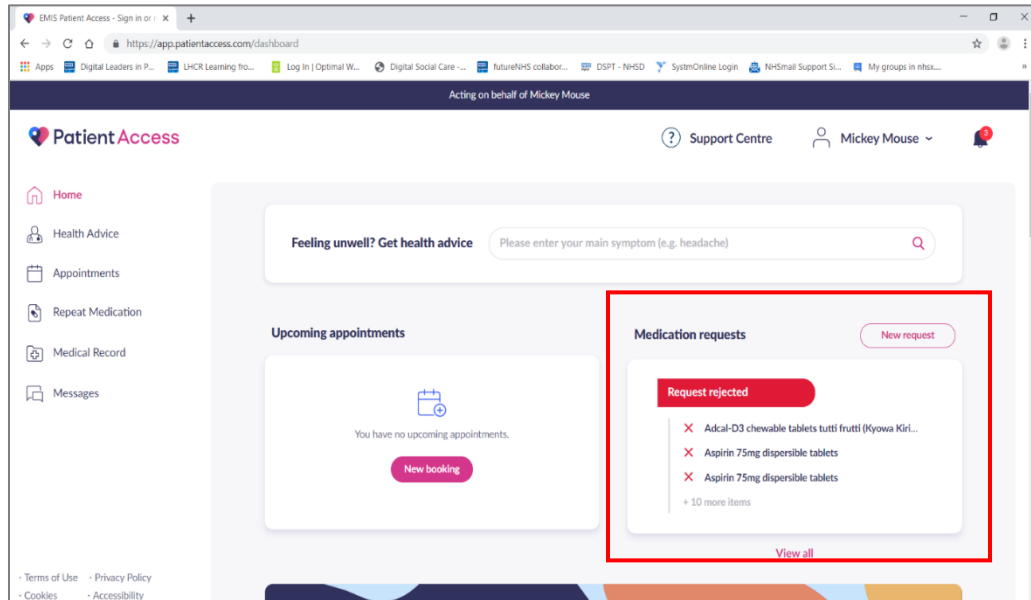 EMIS Patient Access - Sign in or r
https://app.patientaccess.com/dashboard
Apps Digital Leaders in P... LHCR Learning fro... Log In | Optimal W... Digital Social Care -... futureNHS collabor... DSPT - NHSD SystmOnline Login NHSmail Support Si... My groups in nhsx.... »
Acting on behalf of Mickey Mouse
Patient Access
? Support Centre
Mickey Mouse
3
Home
Health Advice
Appointments
Repeat Medication
Medical Record
Messages
Feeling unwell? Get health advice
Please enter your main symptom (e.g. headache)
Upcoming appointments
You have no upcoming appointments.
New booking
Medication requests
New request
Request rejected
Adcal-D3 chewable tablets tutti frutti (Kyowa Kiri...
Aspirin 75mg dispersible tablets
Aspirin 75mg dispersible tablets
+ 10 more items
View all
· Terms of Use · Privacy Policy
· Cookies · Accessibility